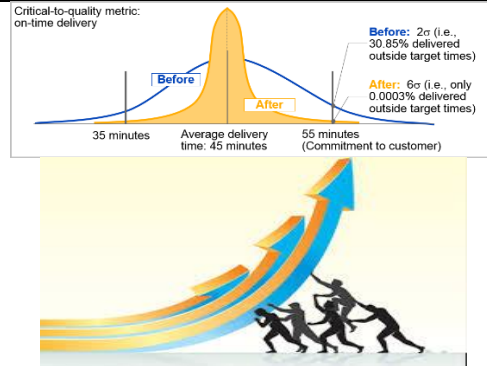 Critical-to-quality metric:
on-time delivery
Before: 2σ (i.e.,
30.85% delivered
outside target times)
Before
After: 6σ (i.e., only
0.0003% delivered
outside target times)
After
35 minutes
Average delivery
time: 45 minutes
55 minutes
(Commitment to customer)